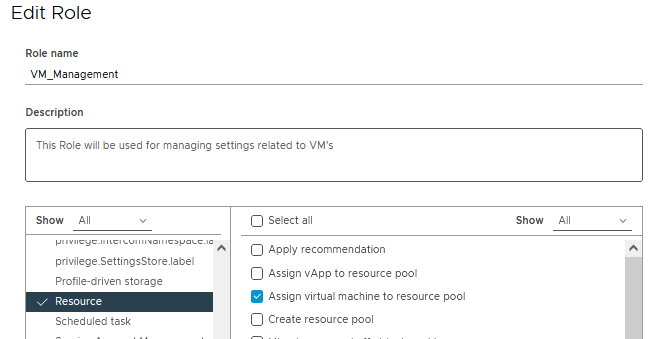 Edit Role
Role name
VM_Management
Description
This Role will be used for managing settings related to VM's
Show All
privilege.SettingsStore.label
Profile-driven storage
Resource
Scheduled task
Select all Show All
Apply recommendation
Assign vApp to resource pool
Assign virtual machine to resource pool
Create resource pool